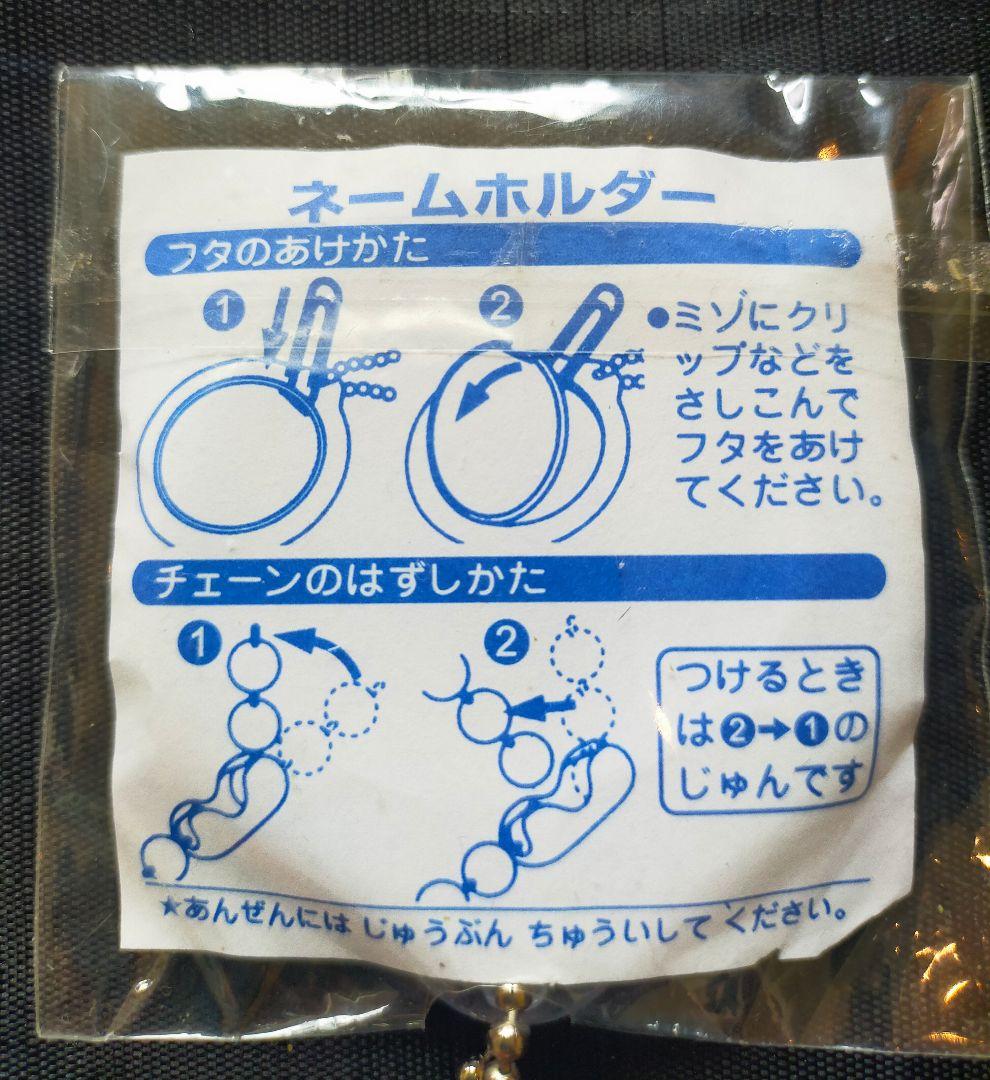 ネームホルダー
フタのあけかた
1
2
●ミゾにクリ
ップなどを
さしこんで
フタをあけ
てください。
チェーンのはずしかた
1
2
つけるとき
は❷→❶の
じゅんです
★あんぜんには じゅうぶん ちゅういして ください。